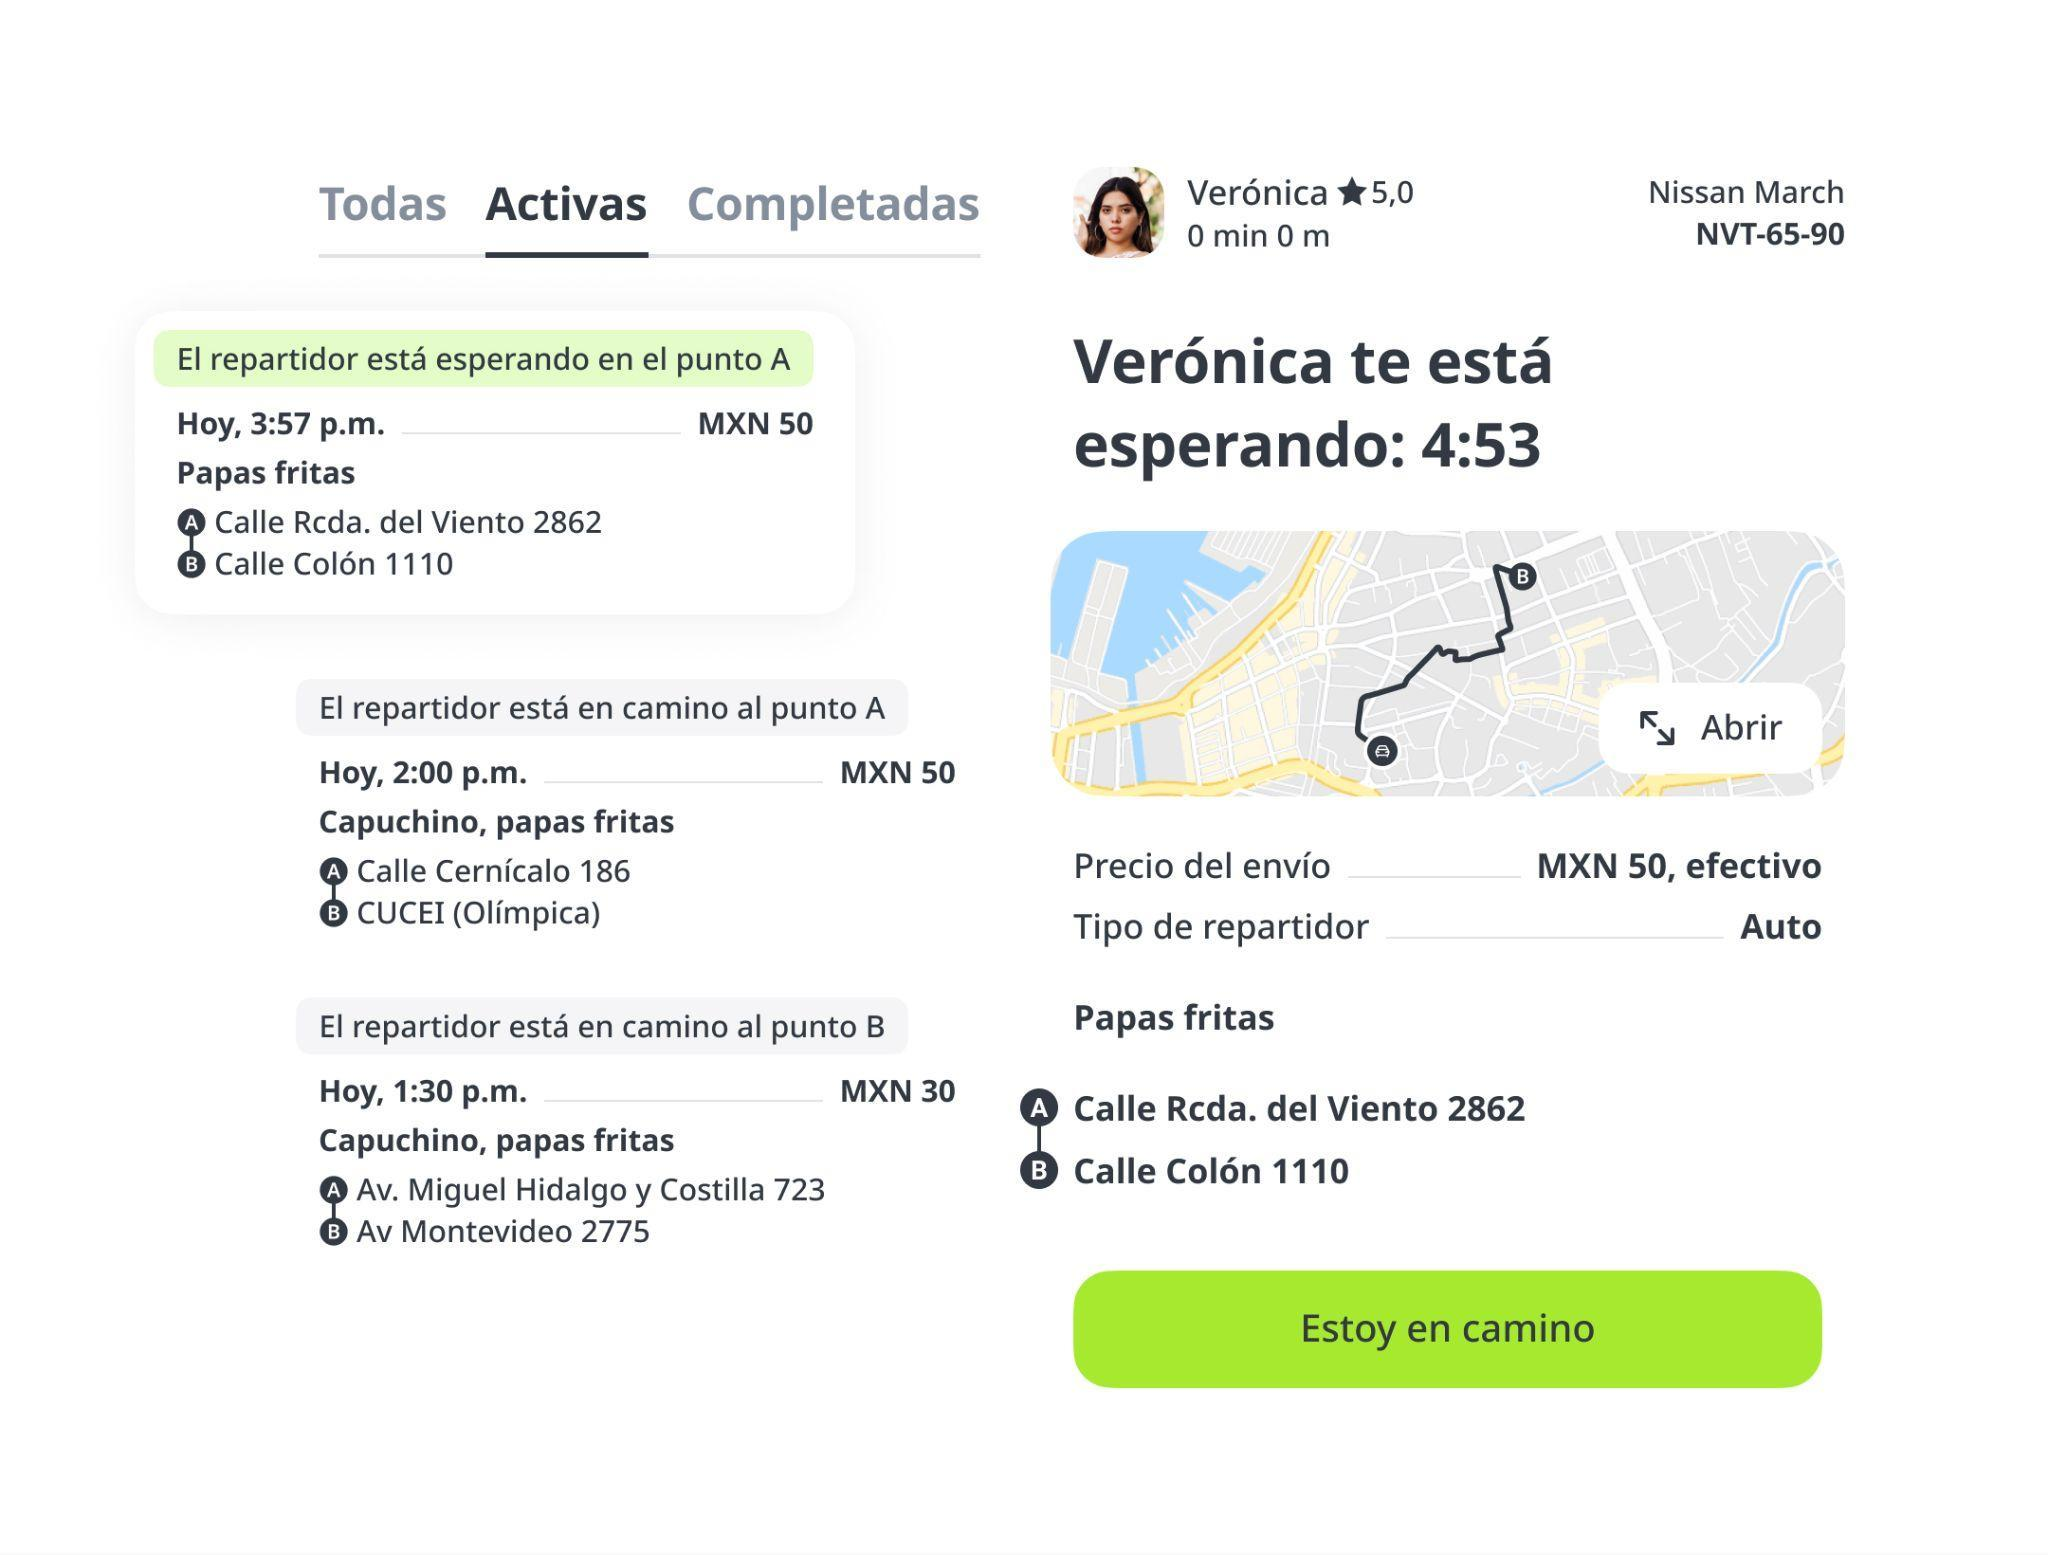 Todas Activas Completadas
El repartidor está esperando en el punto A
Hoy, 3:57 p.m. MXN 50
Papas fritas
A Calle Rcda. del Viento 2862
B Calle Colón 1110
El repartidor está en camino al punto A
Hoy, 2:00 p.m. MXN 50
Capuchino, papas fritas
A Calle Cernícalo 186
B CUCEI (Olímpica)
El repartidor está en camino al punto B
Hoy, 1:30 p.m. MXN 30
Capuchino, papas fritas
A Av. Miguel Hidalgo y Costilla 723
B Av Montevideo 2775
Verónica ★ 5,0
0 min 0 m
Nissan March
NVT-65-90
Verónica te está
esperando: 4:53
B
Abrir
Precio del envío MXN 50, efectivo
Tipo de repartidor Auto
Papas fritas
A Calle Rcda. del Viento 2862
B Calle Colón 1110
Estoy en camino